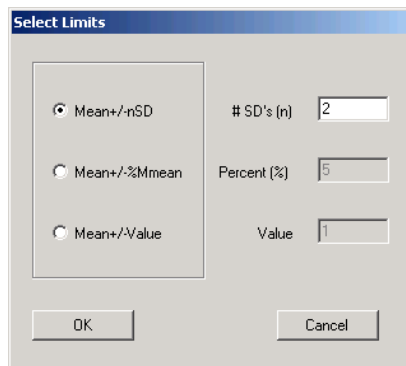 Select Limits
Mean+/-nSD # SD's (n) 2
Mean+/-%Mmean Percent (%) 5
Mean+/-Value Value 1
OK Cancel